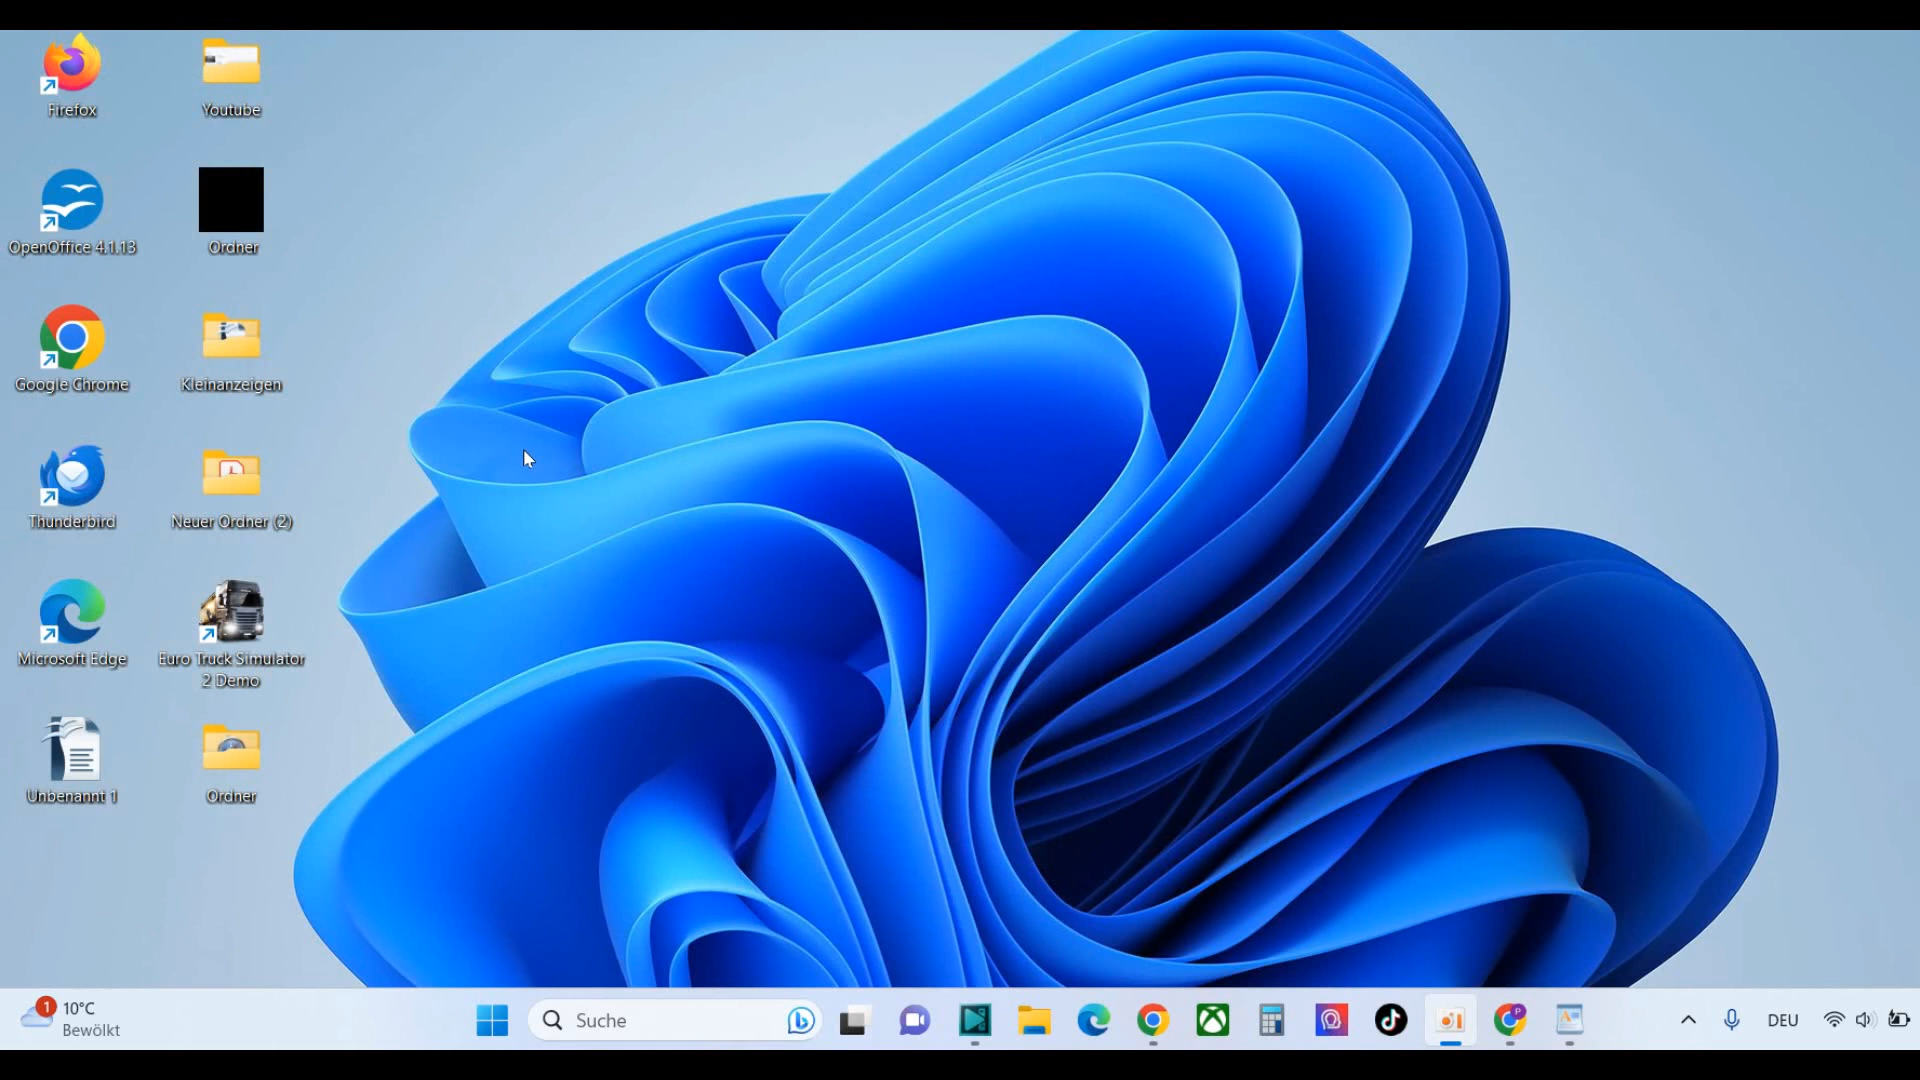 Firefox
Youtube
OpenOffice 4.1.13
Ordner
Google Chrome
Kleinanzeigen
Thunderbird
Neuer Ordner (2)
Microsoft Edge
Euro Truck Simulator
2 Demo
Unbenannt 1
Ordner
1
10°C
Bewölkt
Suche
P
DEU